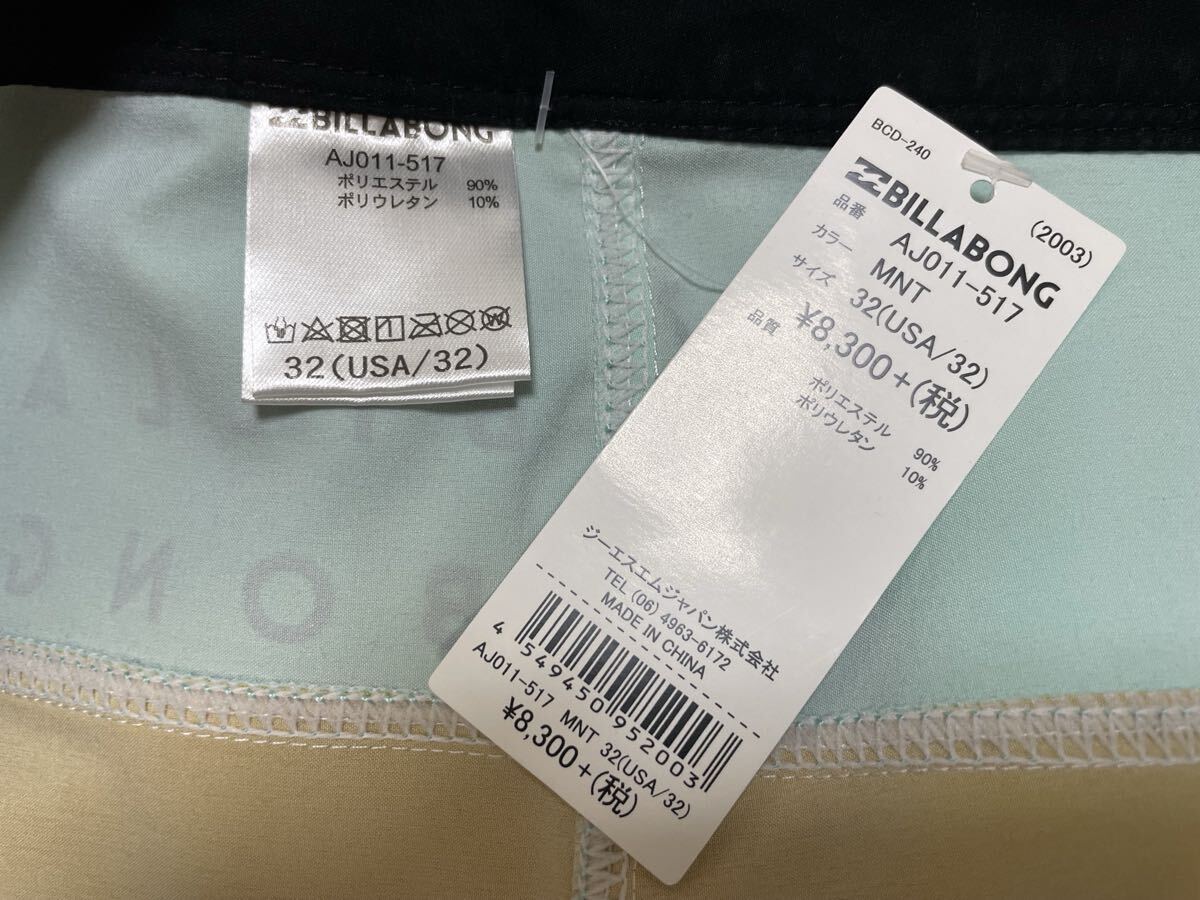 BILLABONG
AJ011-517
ポリエステル 90%
ポリウレタン 10%
32(USA/32)
BCD-240
BILLABONG
(2003)
品番 AJ011-517
カラー MNT
サイズ 32(USA/32)
¥8,300+(税)
品質
ポリエステル 90%
ポリウレタン 10%
ジーエスエムジャパン株式会社
TEL (06) 4963-6172
MADE IN CHINA
4 549450 952003
AJ011-517 MNT 32(USA/32)
¥8,300+(税)